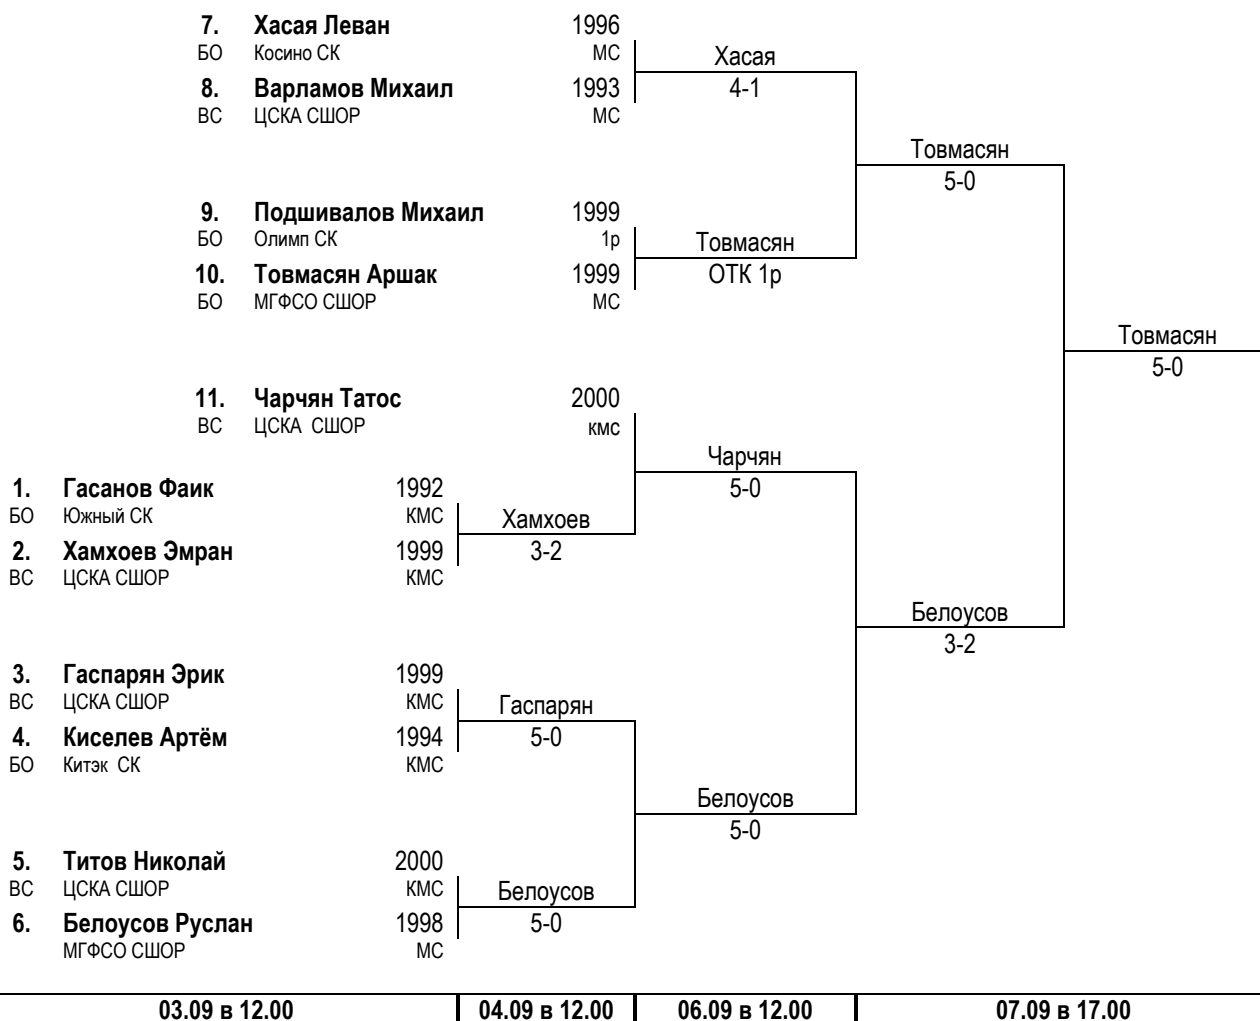 7. Хасая Леван 1996
БО Косино СК МС
Хасая
8. Варламов Михаил 1993
4-1
ВС ЦСКА СШОР МС
Товмасян
5-0
9. Подшивалов Михаил 1999
БО Олимп СК 1р
Товмасян
10. Товмасян Аршак 1999
ОТК 1р
БО МГФСО СШОР МС
Товмасян
5-0
11. Чарчян Татос 2000
ВС ЦСКА СШОР кмс
Чарчян
1. Гасанов Фаик 1992
5-0
БО Южный СК КМС
Хамхоев
2. Хамхоев Эмран 1999
3-2
ВС ЦСКА СШОР КМС
Белоусов
3-2
3. Гаспарян Эрик 1999
ВС ЦСКА СШОР КМС
Гаспарян
4. Киселев Артём 1994
5-0
БО Китэк СК КМС
Белоусов
5-0
5. Титов Николай 2000
ВС ЦСКА СШОР КМС
Белоусов
6. Белоусов Руслан 1998
5-0
МГФСО СШОР МС
03.09 в 12.00 04.09 в 12.00 06.09 в 12.00 07.09 в 17.00